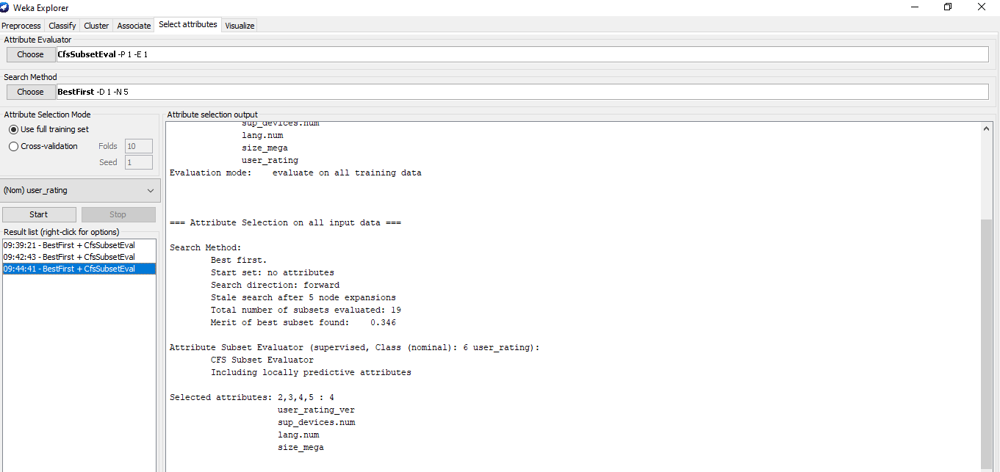 Weka Explorer
Preprocess Classify Cluster Associate Select attributes Visualize
Attribute Evaluator
Choose CfsSubsetEval -P 1 -E 1
Search Method
Choose BestFirst -D 1 -N 5
Attribute Selection Mode
Use full training set
Cross-validation Folds 10
Seed 1
(Nom) user_rating
Start Stop
Result list (right-click for options)
09:39:21 - BestFirst + CfsSubsetEval
09:42:43 - BestFirst + CfsSubsetEval
09:44:41 - BestFirst + CfsSubsetEval
Attribute selection output
sup_devices.num
lang.num
size_mega
user_rating
Evaluation mode: evaluate on all training data
=== Attribute Selection on all input data ===
Search Method:
Best first.
Start set: no attributes
Search direction: forward
Stale search after 5 node expansions
Total number of subsets evaluated: 19
Merit of best subset found: 0.346
Attribute Subset Evaluator (supervised, Class (nominal): 6 user_rating):
CFS Subset Evaluator
Including locally predictive attributes
Selected attributes: 2,3,4,5 : 4
user_rating_ver
sup_devices.num
lang.num
size_mega